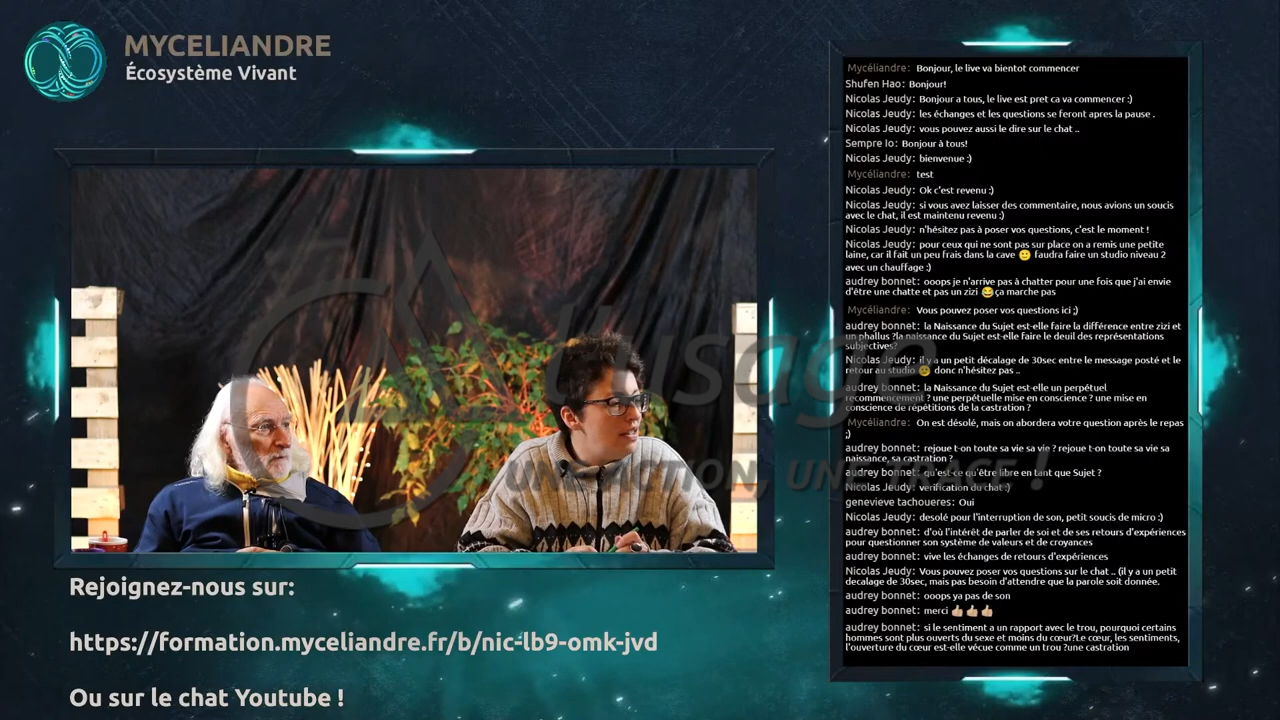 MYCELIANDRE
Écosystème Vivant
Mycéliandre: Bonjour, le live va bientot commencer
Shufen Hao: Bonjour!
Nicolas Jeudy: Bonjour a tous, le live est pret ca va commencer :)
Nicolas Jeudy: les échanges et les questions se feront apres la pause .
Nicolas Jeudy: vous pouvez aussi le dire sur le chat ..
Sempre Io: Bonjour à tous!
Nicolas Jeudy: bienvenue :)
Mycéliandre: test
Nicolas Jeudy: Ok c'est revenu :)
Nicolas Jeudy: si vous avez laisser des commentaire, nous avions un soucis
avec le chat, il est maintenu revenu :)
Nicolas Jeudy: n'hésitez pas à poser vos questions, c'est le moment !
Nicolas Jeudy: pour ceux qui ne sont pas sur place on a remis une petite
laine, car il fait un peu frais dans la cave 🙂 faudra faire un studio niveau 2
avec un chauffage :)
audrey bonnet: ooops je n'arrive pas à chatter pour une fois que j'ai envie
d'être une chatte et pas un zizi 😂ça marche pas
Mycéliandre: Vous pouvez poser vos questions ici ;)
audrey bonnet: la Naissance du Sujet est-elle faire la différence entre zizi et
un phallus ?la naissance du Sujet est-elle faire le deuil des représentations
subjectives?
Nicolas Jeudy: il y a un petit décalage de 30sec entre le message posté et le
retour au studio donc n'hésitez pas ..
audrey bonnet: la Naissance du Sujet est-elle un perpétuel
recommencement ? une perpétuelle mise en conscience ? une mise en
conscience de répétitions de la castration ?
Mycéliandre: On est désolé, mais on abordera votre question après le repas
;)
audrey bonnet: rejoue t-on toute sa vie sa vie ? rejoue t-on toute sa vie sa
naissance, sa castration ?
audrey bonnet: qu'est-ce qu'être libre en tant que Sujet ?
Nicolas Jeudy: verification du chat :)
genevieve tachoueres: Oui
Nicolas Jeudy: desolé pour l'interruption de son, petit soucis de micro :)
audrey bonnet: d'où l'intérêt de parler de soi et de ses retours d'expériences
pour questionner son système de valeurs et de croyances
audrey bonnet: vive les échanges de retours d'expériences
Nicolas Jeudy: Vous pouvez poser vos questions sur le chat .. (il y a un petit
decalage de 30sec, mais pas besoin d'attendre que la parole soit donnée.
audrey bonnet: ooops ya pas de son
audrey bonnet: merci 👍👍👍
audrey bonnet: si le sentiment a un rapport avec le trou, pourquoi certains
hommes sont plus ouverts du sexe et moins du cœur?Le cœur, les sentiments,
l'ouverture du cœur est-elle vécue comme un trou ?une castration
Rejoignez-nous sur:
https://formation.myceliandre.fr/b/nic-lb9-omk-jvd
Ou sur le chat Youtube !